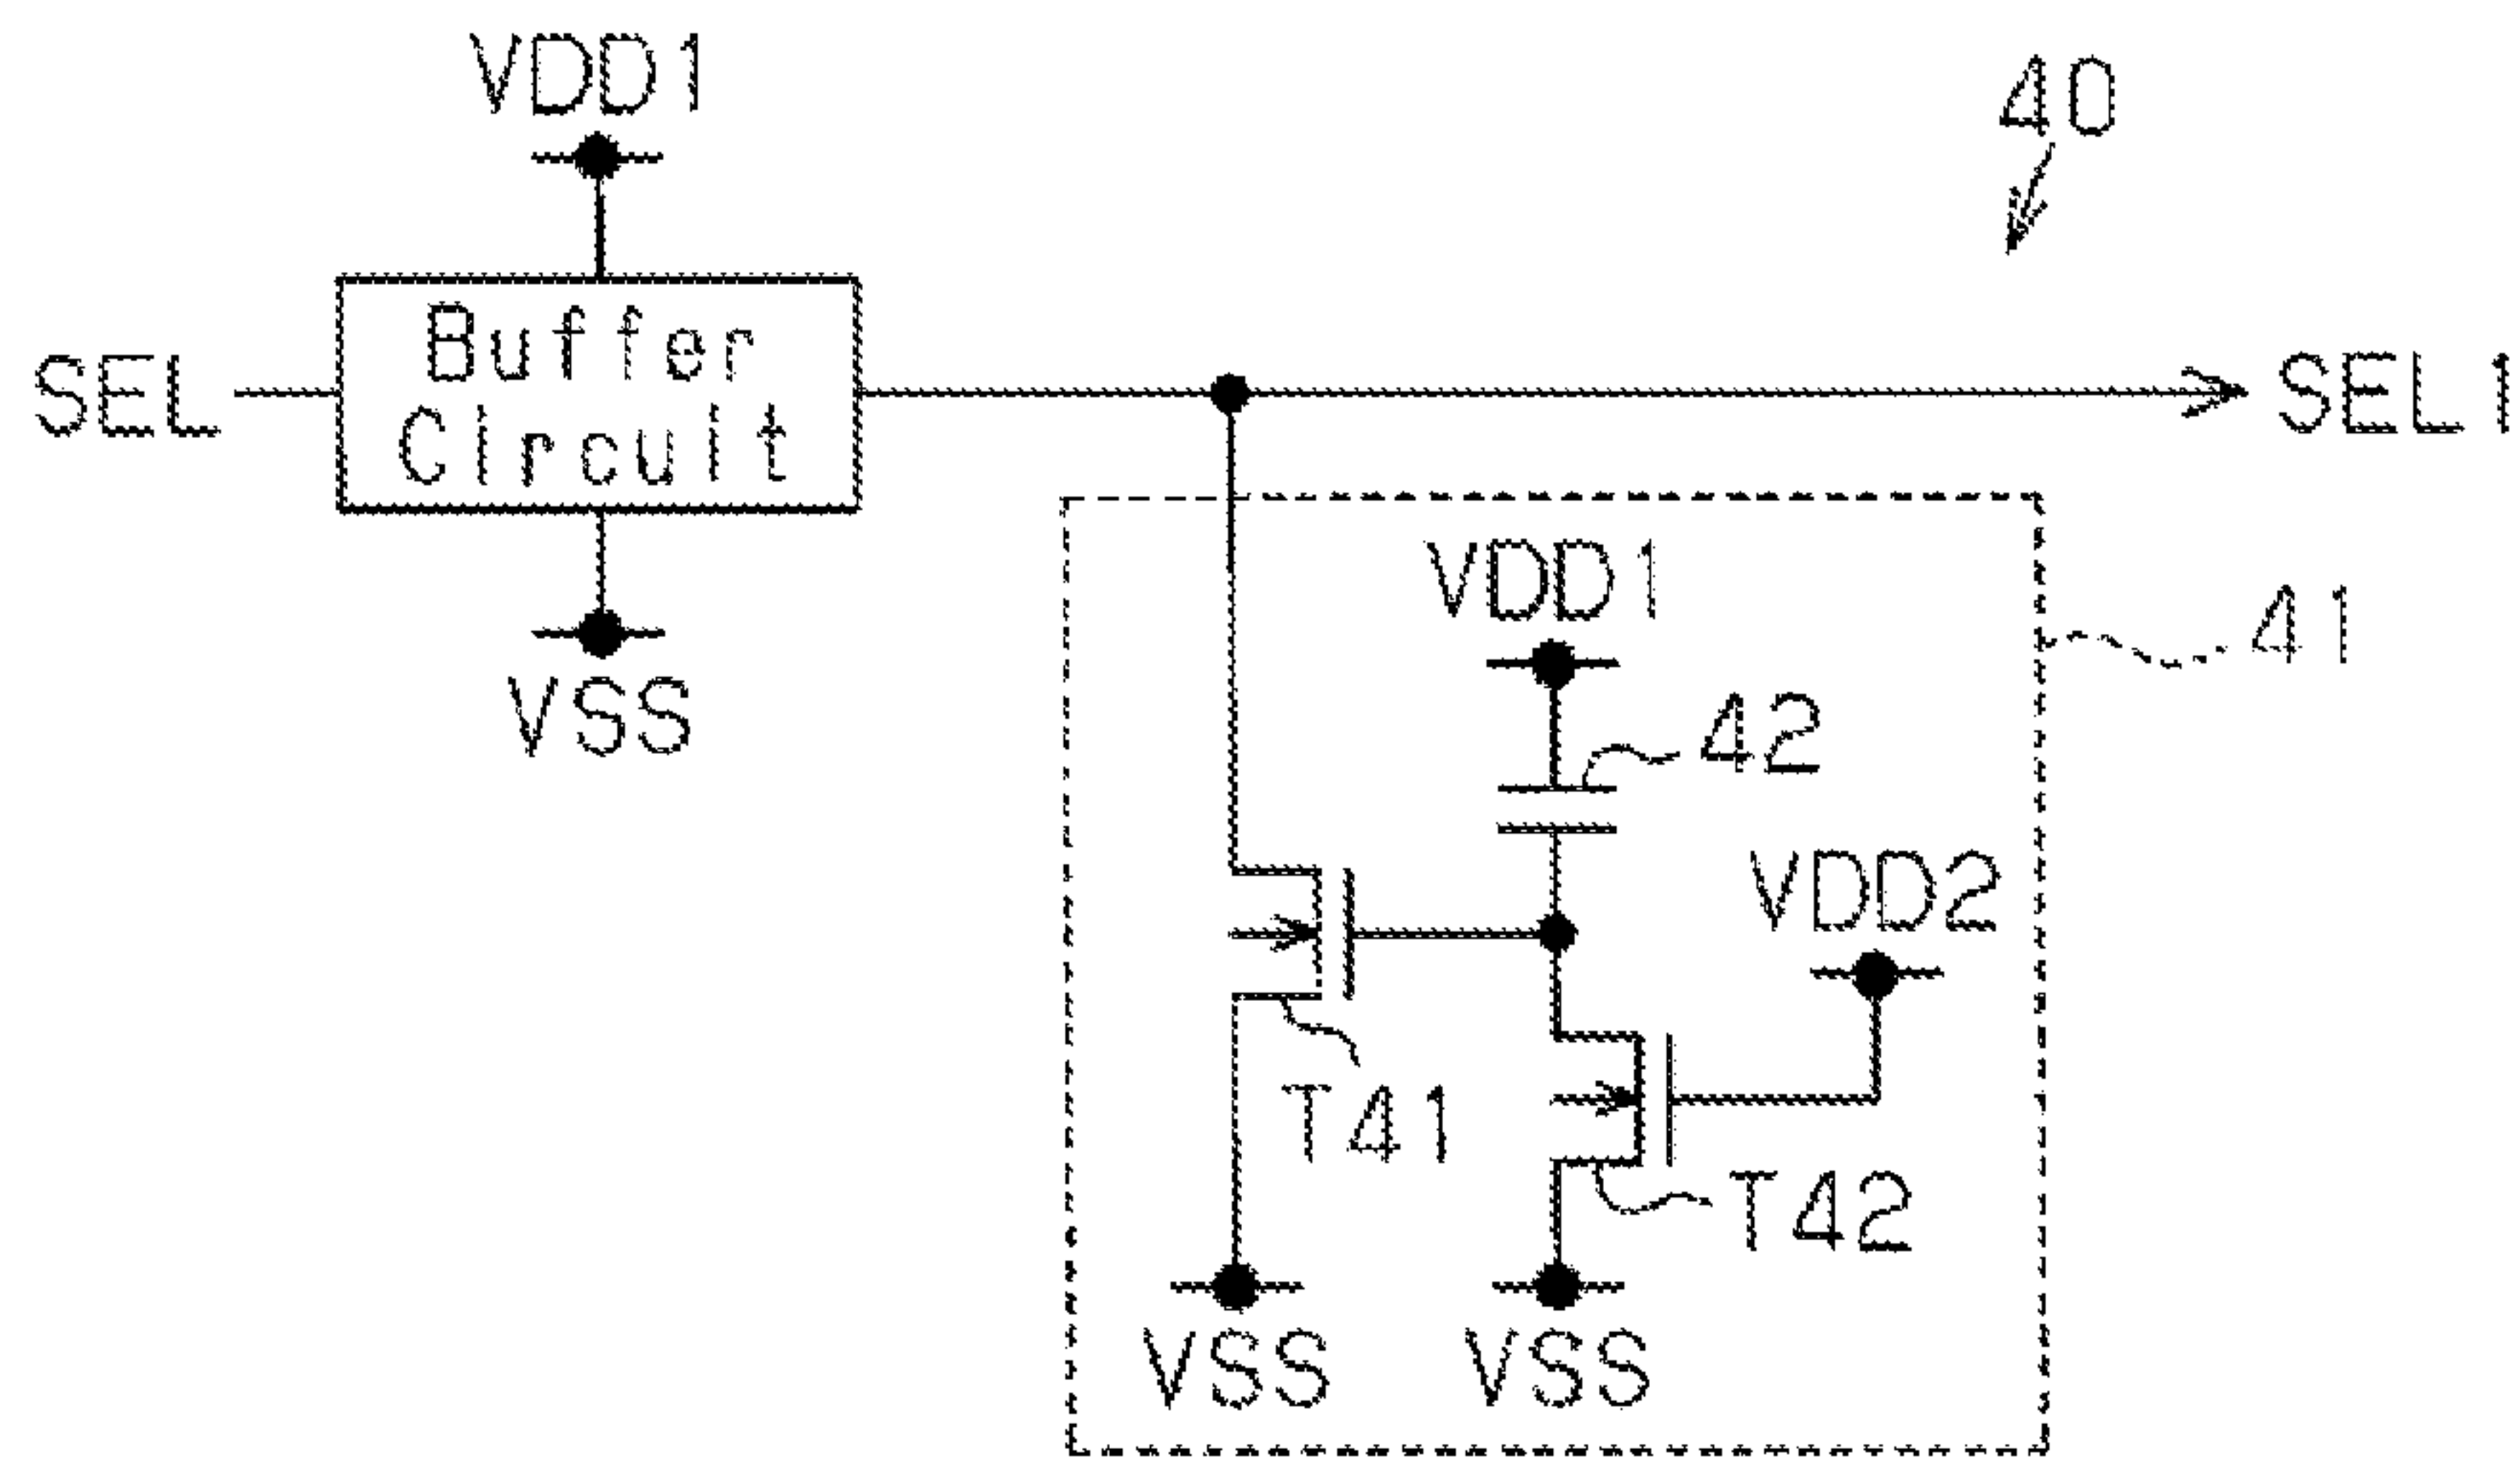 VDD1
40
Buffer
Circuit
SEL
SEL1
VSS
VDD1
41
42
VDD2
T41
T42
VSS
VSS